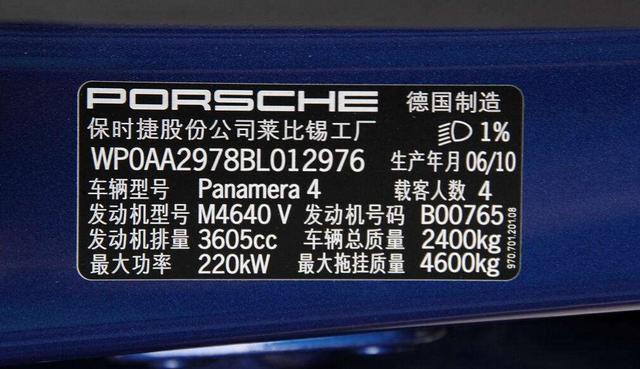 PORSCHE 德国制造
保时捷股份公司莱比锡工厂 1%
WP0AA2978BL012976 生产年月 06/10
车辆型号 Panamera 4 载客人数 4
发动机型号 M4640 V 发动机号码 B00765
发动机排量 3605cc 车辆总质量 2400kg
最大功率 220kW 最大拖挂质量 4600kg
970.701.201.08